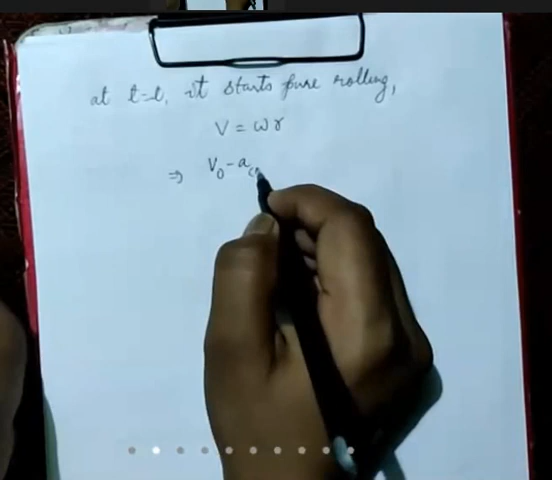 at t=t, it starts pure rolling,
V = ωr
⇒ V₀ - a